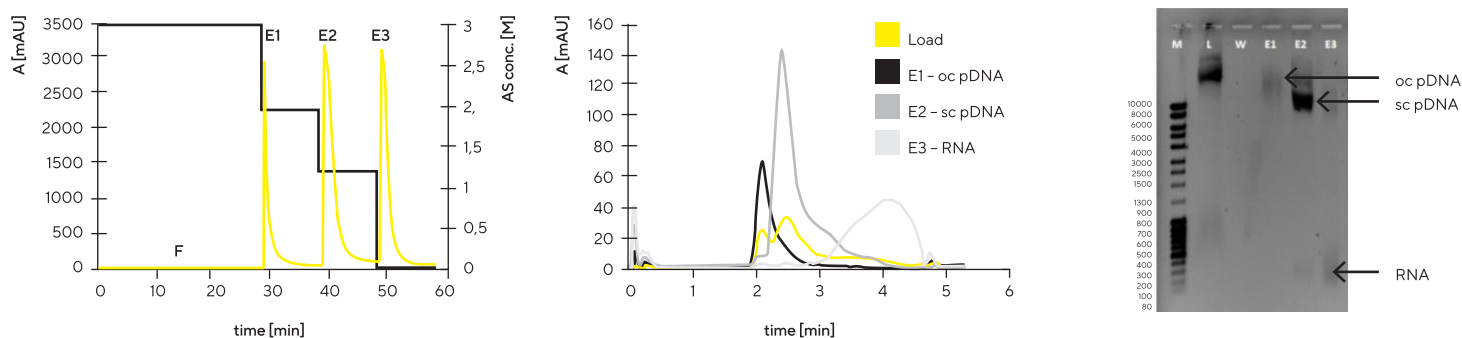 A [mAU]
3500
3000
2500
2000
1500
1000
500
0
E1
E2
E3
F
3
2,5
2
1,5
1
0,5
0
AS conc. [M]
0 10 20 30 40 50 60
time [min]
A [mAU]
160
140
120
100
80
60
40
20
0
0 1 2 3 4 5 6
time [min]
Load
E1 – oc pDNA
E2 – sc pDNA
E3 – RNA
M L W E1 E2 E3
10000
8000
6000
5000
4000
3000
2500
1500
1300
900
800
700
600
500
400
300
200
100
80
oc pDNA
sc pDNA
RNA